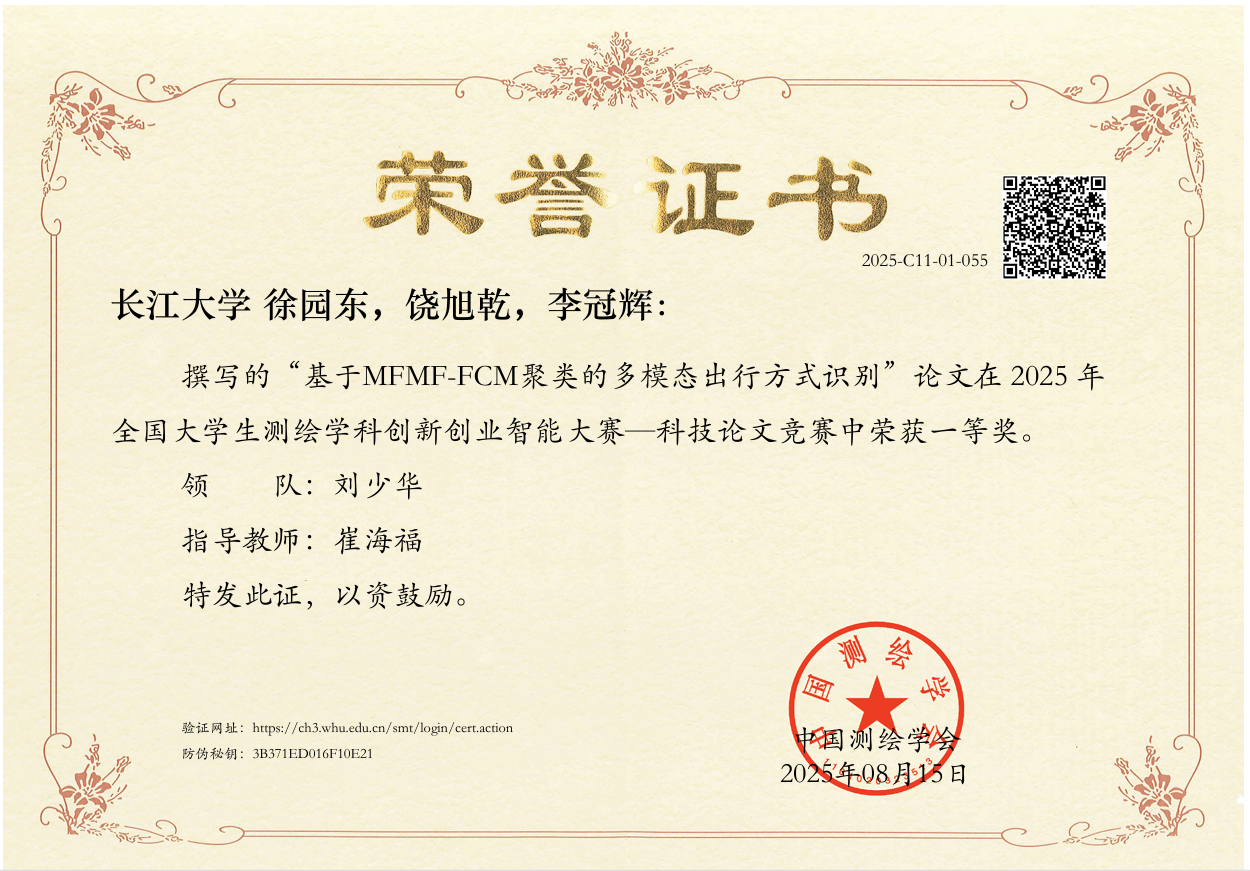 荣誉证书
2025-C11-01-055
长江大学 徐园东，饶旭乾，李冠辉：
撰写的“基于MFMF-FCM聚类的多模态出行方式识别”论文在 2025 年
全国大学生测绘学科创新创业智能大赛—科技论文竞赛中荣获一等奖。
领　　队：刘少华
指导教师：崔海福
特发此证，以资鼓励。
中国测绘学会
验证网址：https://ch3.whu.edu.cn/smt/login/cert.action
防伪秘钥：3B371ED016F10E21
中国测绘学会
2025年08月15日